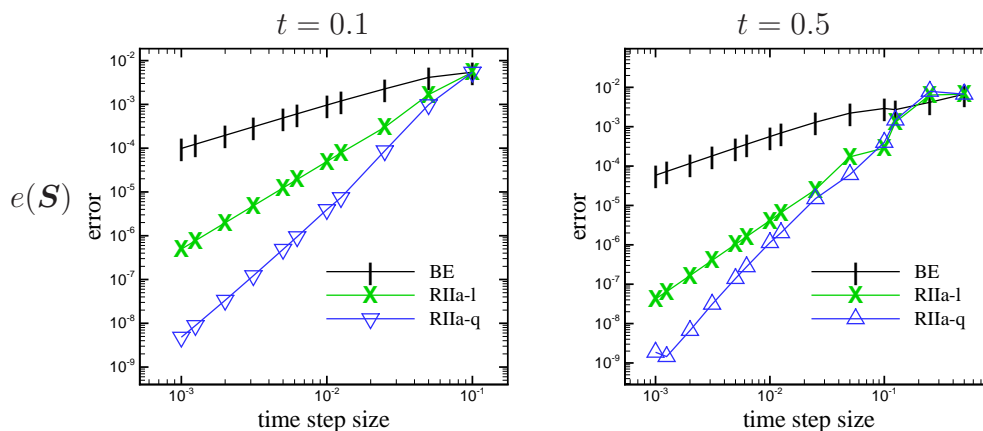 t = 0.1
t = 0.5
e(S)
error
10⁻²
10⁻³
10⁻⁴
10⁻⁵
10⁻⁶
10⁻⁷
10⁻⁸
10⁻⁹
BE
RIIa-l
RIIa-q
10⁻³
10⁻²
10⁻¹
time step size
error
10⁻¹
10⁻²
10⁻³
10⁻⁴
10⁻⁵
10⁻⁶
10⁻⁷
10⁻⁸
10⁻⁹
BE
RIIa-l
RIIa-q
10⁻³
10⁻²
10⁻¹
time step size